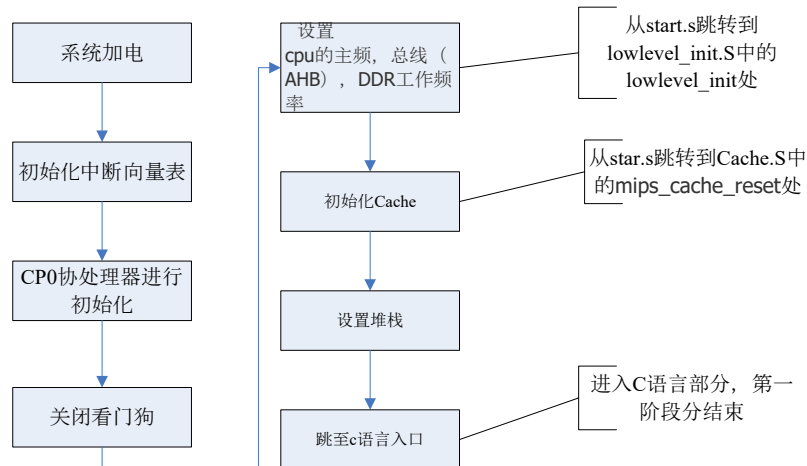 系统加电
初始化中断向量表
CP0协处理器进行
初始化
关闭看门狗
设置
cpu的主频，总线（
AHB），DDR工作频
率
初始化Cache
设置堆栈
跳至c语言入口
从start.s跳转到
lowlevel_init.S中的
lowlevel_init处
从star.s跳转到Cache.S中
的mips_cache_reset处
进入C语言部分，第一
阶段分结束